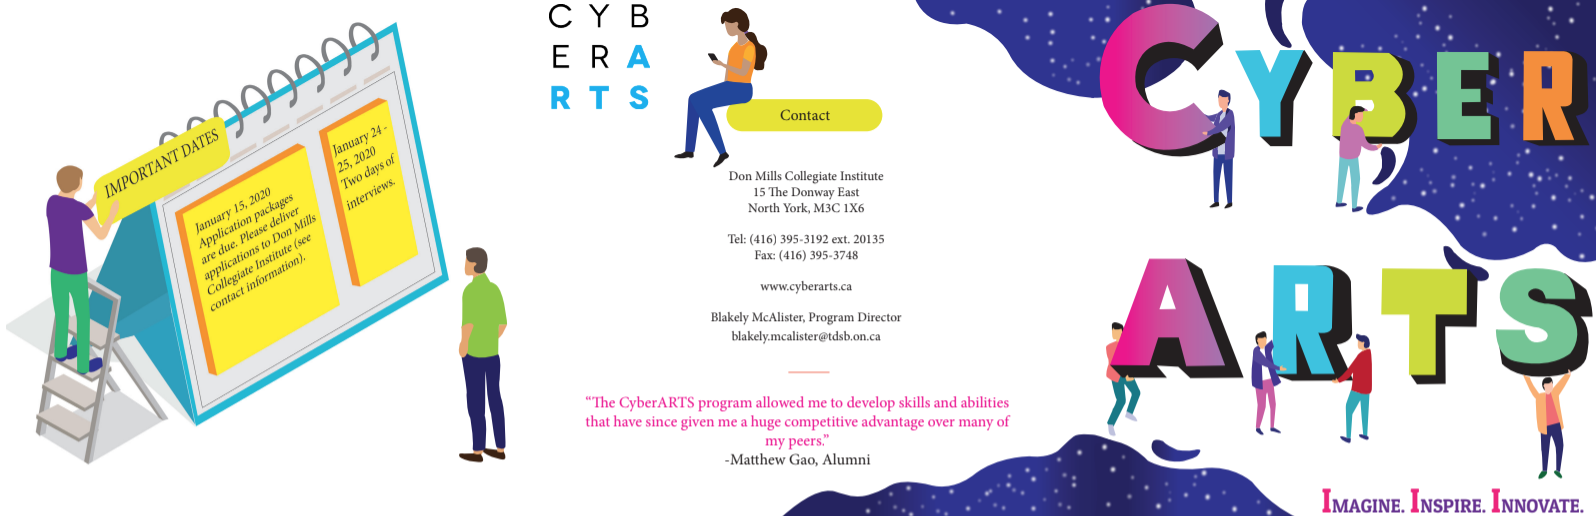 IMPORTANT DATES
January 15, 2020
Application packages
are due. Please deliver
applications to Don Mills
Collegiate Institute (see
contact information).
January 24 -
25, 2020
Two days of
interviews.
CYB
ERA
RTS
Contact
Don Mills Collegiate Institute
15 The Donway East
North York, M3C 1X6
Tel: (416) 395-3192 ext. 20135
Fax: (416) 395-3748
www.cyberarts.ca
Blakely McAlister, Program Director
blakely.mcalister@tdsb.on.ca
“The CyberARTS program allowed me to develop skills and abilities
that have since given me a huge competitive advantage over many of
my peers.”
-Matthew Gao, Alumni
CYBER
ARTS
IMAGINE. INSPIRE. INNOVATE.